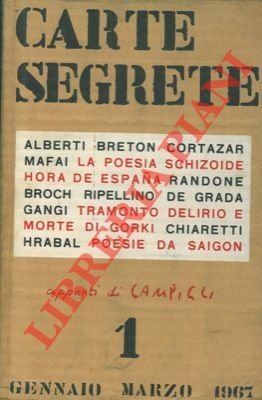 CARTE
SEGRETE
ALBERTI BRETON CORTAZAR
MAFAI LA POESIA SCHIZOIDE
HORA DE ESPAÑA RANDONE
BROCH RIPELLINO DE GRADA
GANGI TRAMONTO DELIRIO E
MORTE DI GORKI CHIARETTI
HRABAL POESIE DA SAIGON
appunti di CAMPIGLI
1
GENNAIO MARZO 1967
LIBRERIA PIANI